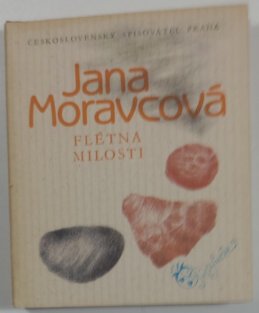 ČESKOSLOVENSKÝ SPISOVATEL PRAHA
Jana
Moravcová
FLÉTNA
MILOSTI